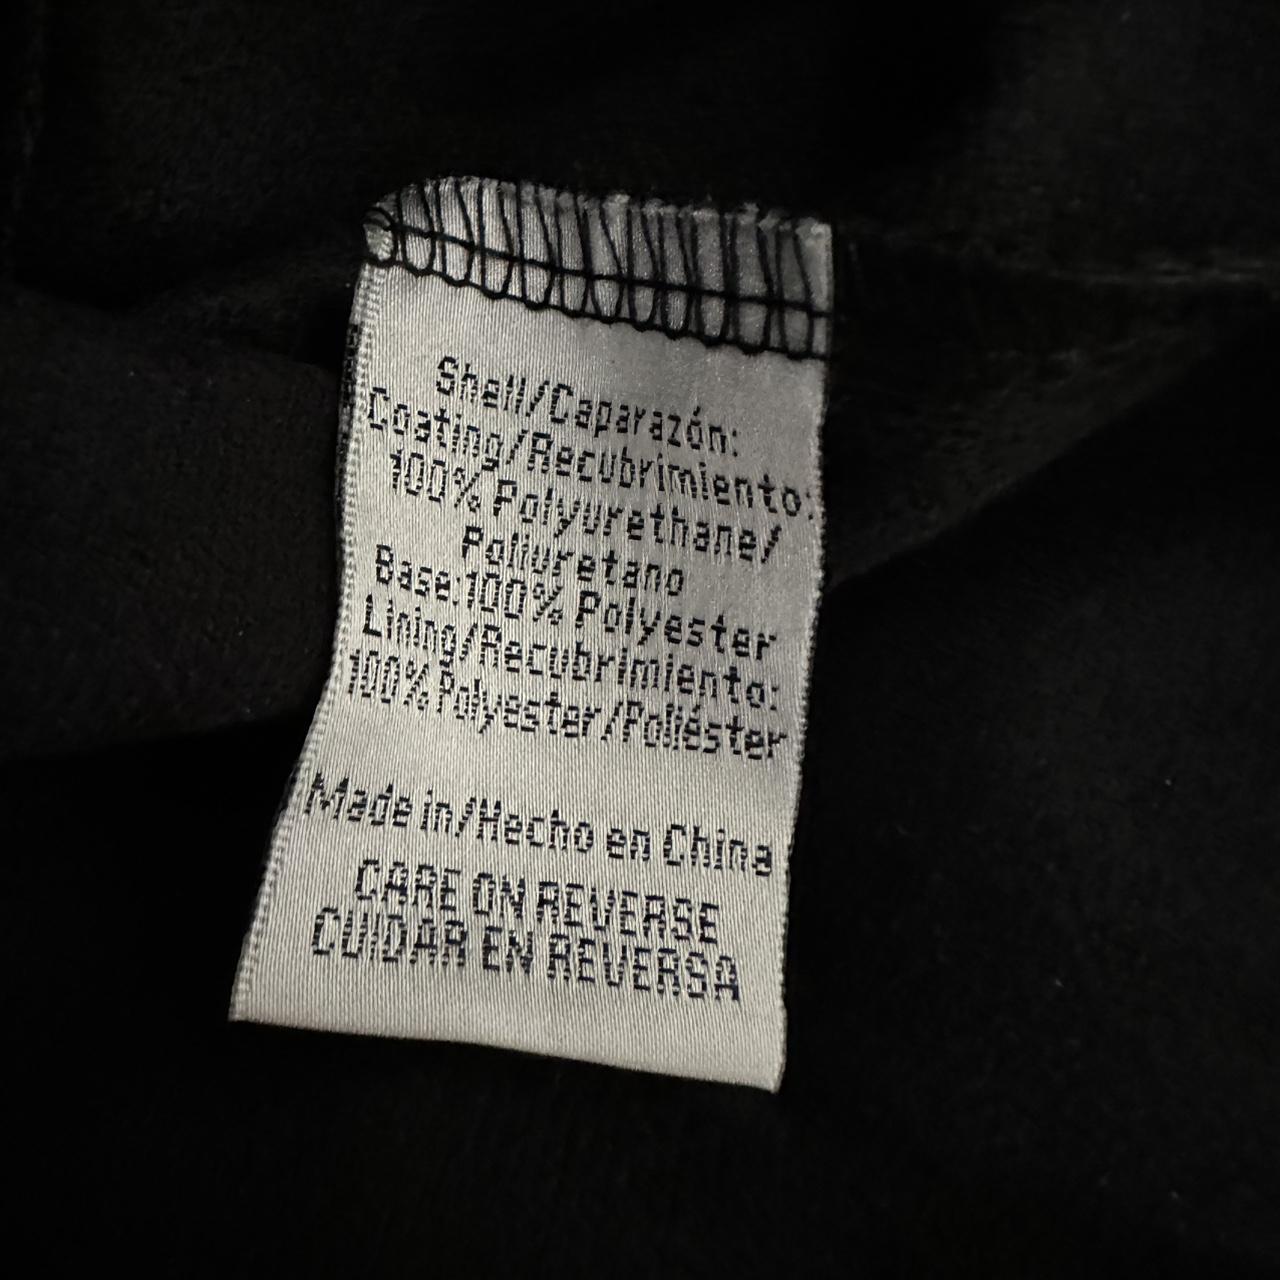 Shell/Caparazón:
Coating/Recubrimiento:
100% Polyurethane/
Poliuretano
Base:100% Polyester
Lining/Recubrimiento:
100%Polyester/Poliéster
Made in/Hecho en China
CARE ON REVERSE
CUIDAR EN REVERSA